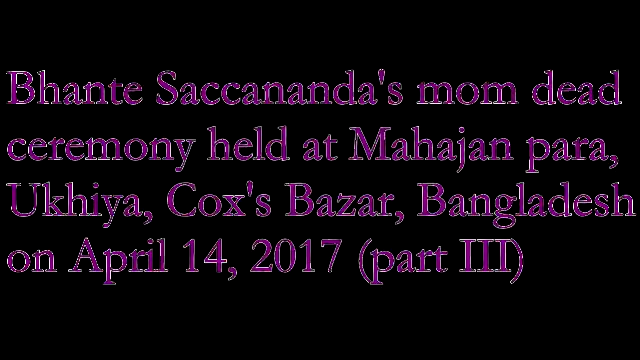 Bhante Saccananda's mom dead
ceremony held at Mahajan para,
Ukhiya, Cox's Bazar, Bangladesh
on April 14, 2017 (part III)